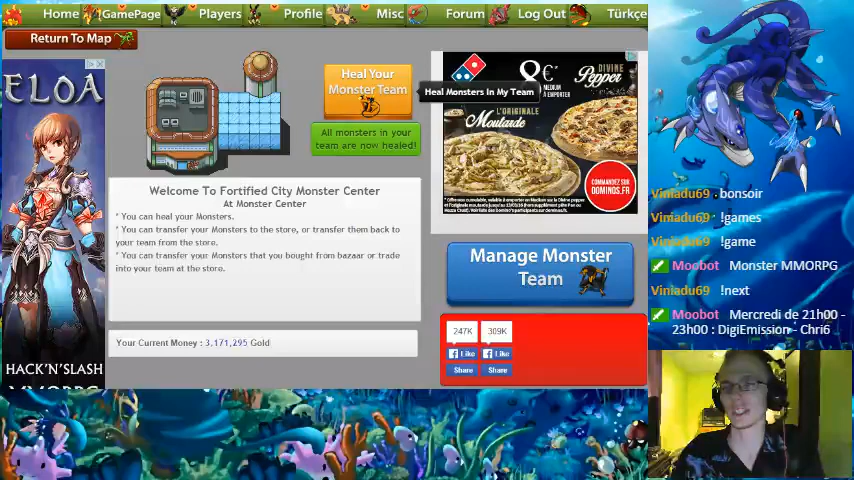 Home GamePage Players Profile Misc Forum Log Out Türkçe
Return To Map
ELOA
HACK'N'SLASH
Heal Your
Monster Team
Heal Monsters In My Team
All monsters in your
team are now healed!
8€
MEDIUM
À EMPORTER
DIVINE
Pepper
L'ORIGINALE
Moutarde
COMMANDEZ SUR
DOMINOS.FR
Welcome To Fortified City Monster Center
At Monster Center
* You can heal your Monsters.
* You can transfer your Monsters to the store, or transfer them back to
your team from the store.
* You can transfer your Monsters that you bought from bazaar or trade
into your team at the store.
Your Current Money : 3,171,295 Gold
Manage Monster
Team
247K 309K
Like Like
Share Share
Viniadu69 bonsoir
Viniadu69 !games
Viniadu69 !game
Moobot Monster MMORPG
Viniadu69 !next
Moobot Mercredi de 21h00 -
23h00 : DigiEmission - Chri6